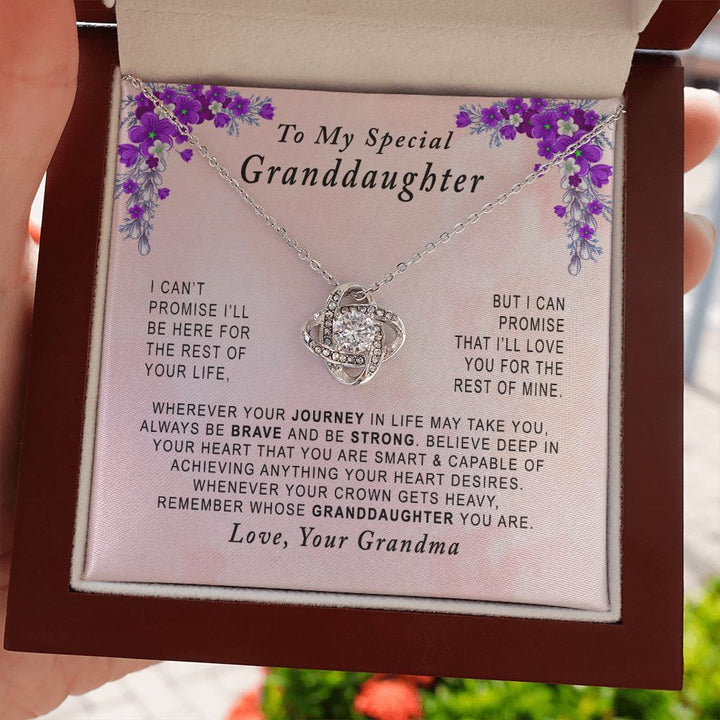 To My Special
Granddaughter
I CAN'T
PROMISE I'LL
BE HERE FOR
THE REST OF
YOUR LIFE,
BUT I CAN
PROMISE
THAT I'LL LOVE
YOU FOR THE
REST OF MINE.
WHEREVER YOUR JOURNEY IN LIFE MAY TAKE YOU,
ALWAYS BE BRAVE AND BE STRONG. BELIEVE DEEP IN
YOUR HEART THAT YOU ARE SMART & CAPABLE OF
ACHIEVING ANYTHING YOUR HEART DESIRES.
WHENEVER YOUR CROWN GETS HEAVY,
REMEMBER WHOSE GRANDDAUGHTER YOU ARE.
Love, Your Grandma